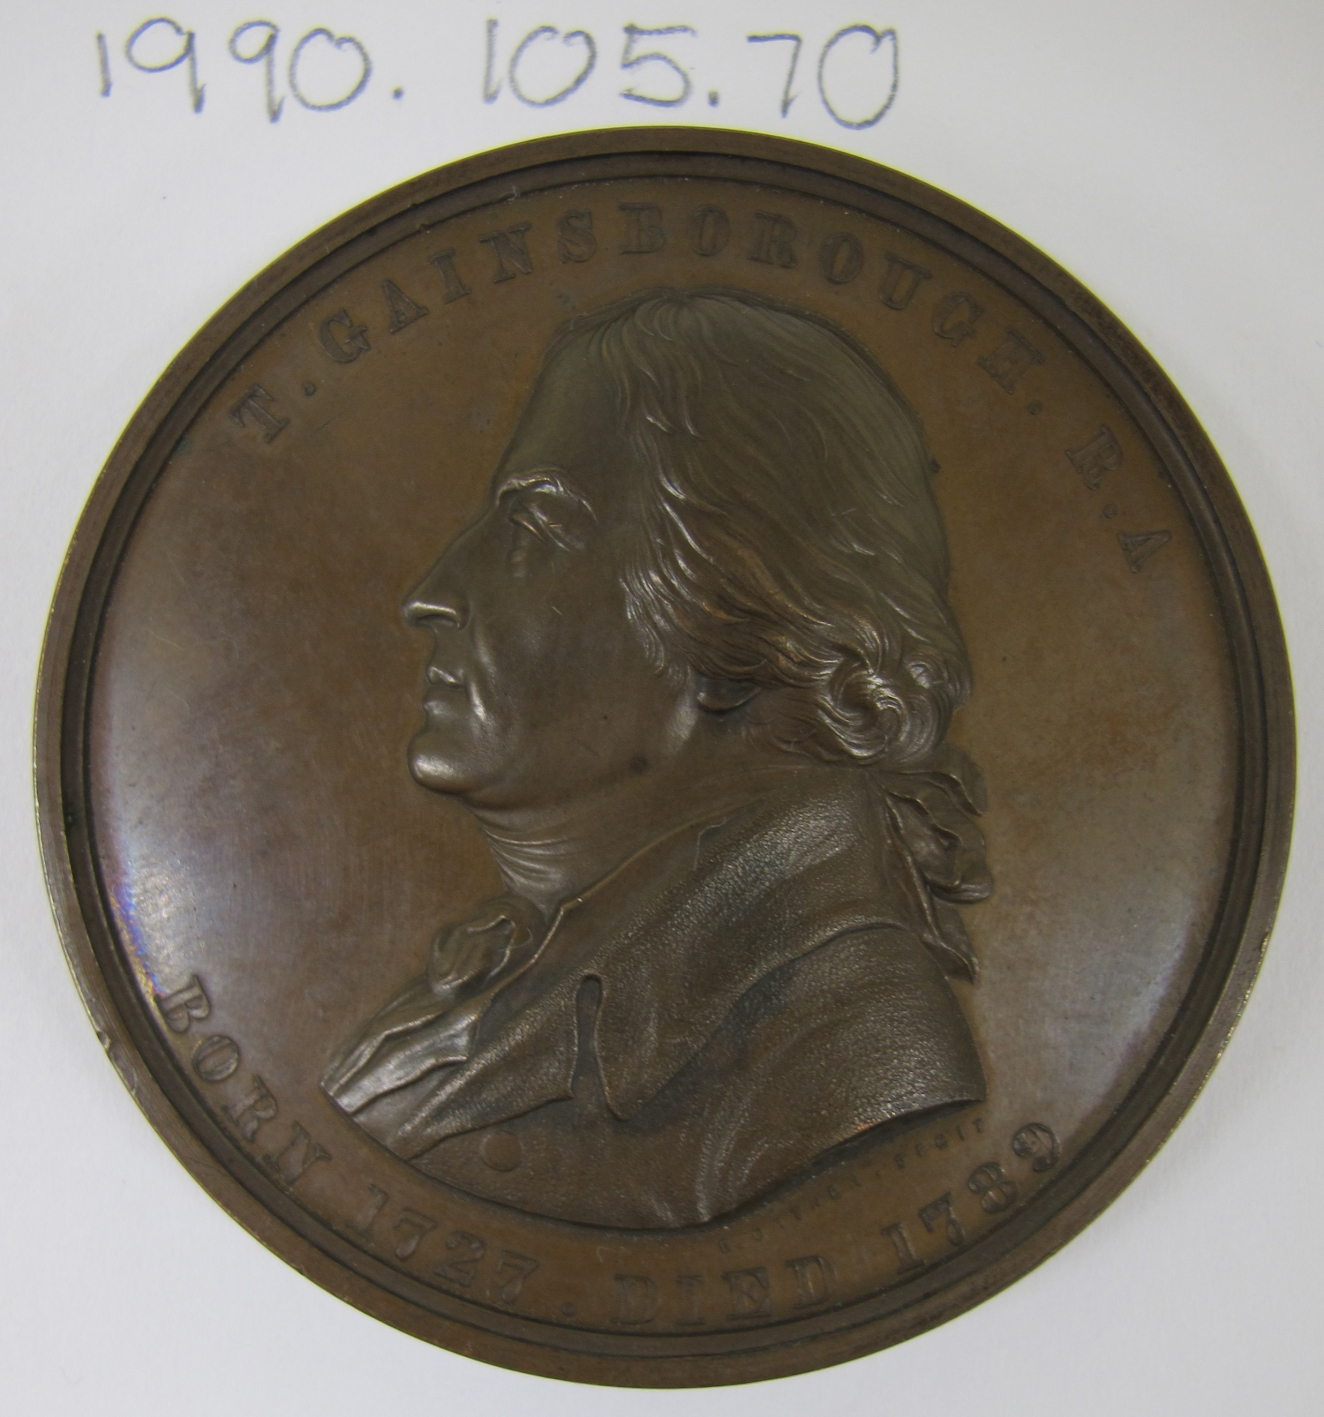 1990.105.70
T. GAINSBOROUGH. R.A
BORN 1727. DIED 1789